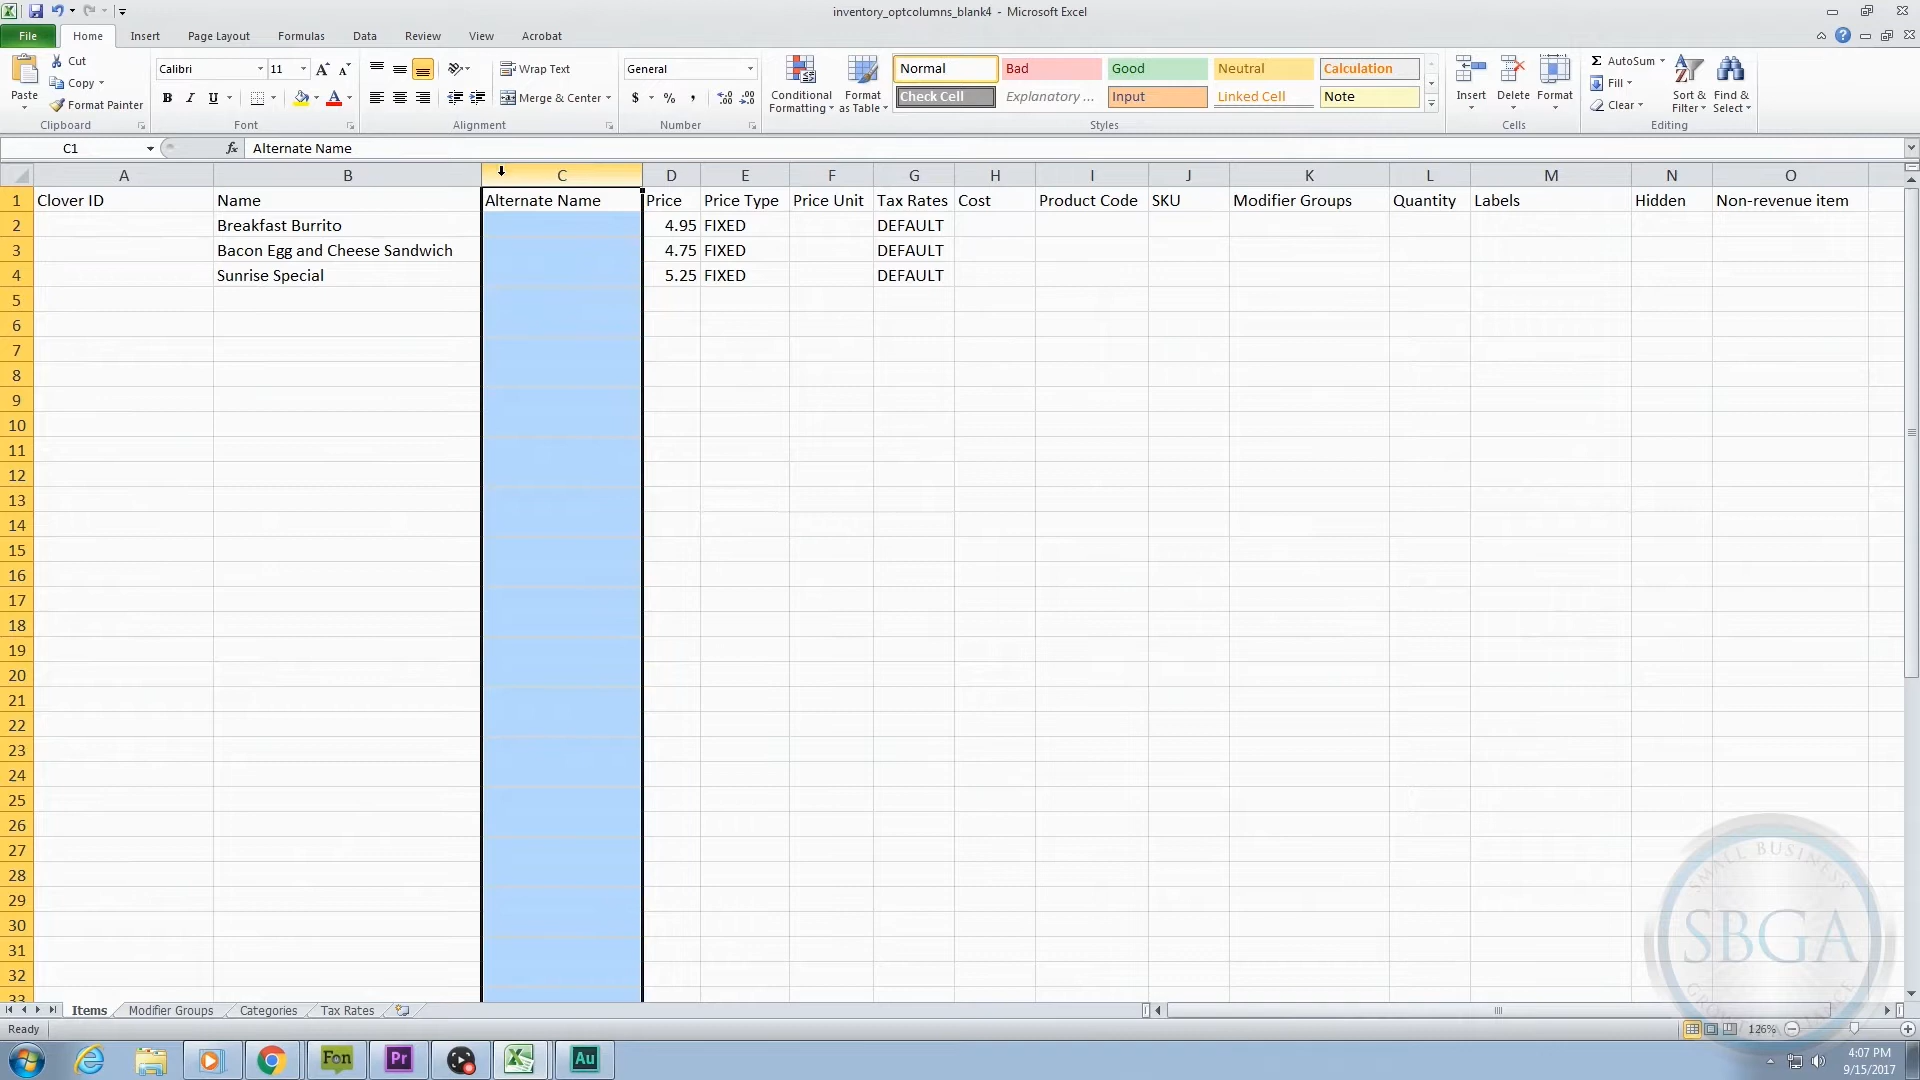 inventory_optcolumns_blank4 - Microsoft Excel
File Home Insert Page Layout Formulas Data Review View Acrobat
Paste
Cut
Copy
Format Painter
Clipboard
Calibri 11
B I U
Font
Wrap Text
Merge & Center
Alignment
General
$ % ,
Number
Conditional Formatting
Format as Table
Normal Bad Good Neutral Calculation
Check Cell Explanatory ... Input Linked Cell Note
Styles
Insert Delete Format
Cells
AutoSum
Fill
Clear
Sort & Filter
Find & Select
Editing
C1 fx Alternate Name
A B C D E F G H I J K L M N O
1 Clover ID Name Alternate Name Price Price Type Price Unit Tax Rates Cost Product Code SKU Modifier Groups Quantity Labels Hidden Non-revenue item
2 Breakfast Burrito 4.95 FIXED DEFAULT
3 Bacon Egg and Cheese Sandwich 4.75 FIXED DEFAULT
4 Sunrise Special 5.25 FIXED DEFAULT
5
6
7
8
9
10
11
12
13
14
15
16
17
18
19
20
21
22
23
24
25
26
27
28
29
30
31
32
33
SMALL BUSINESS
SBGA
Items Modifier Groups Categories Tax Rates
Ready 126%
Fon Pr Au
4:07 PM
9/15/2017